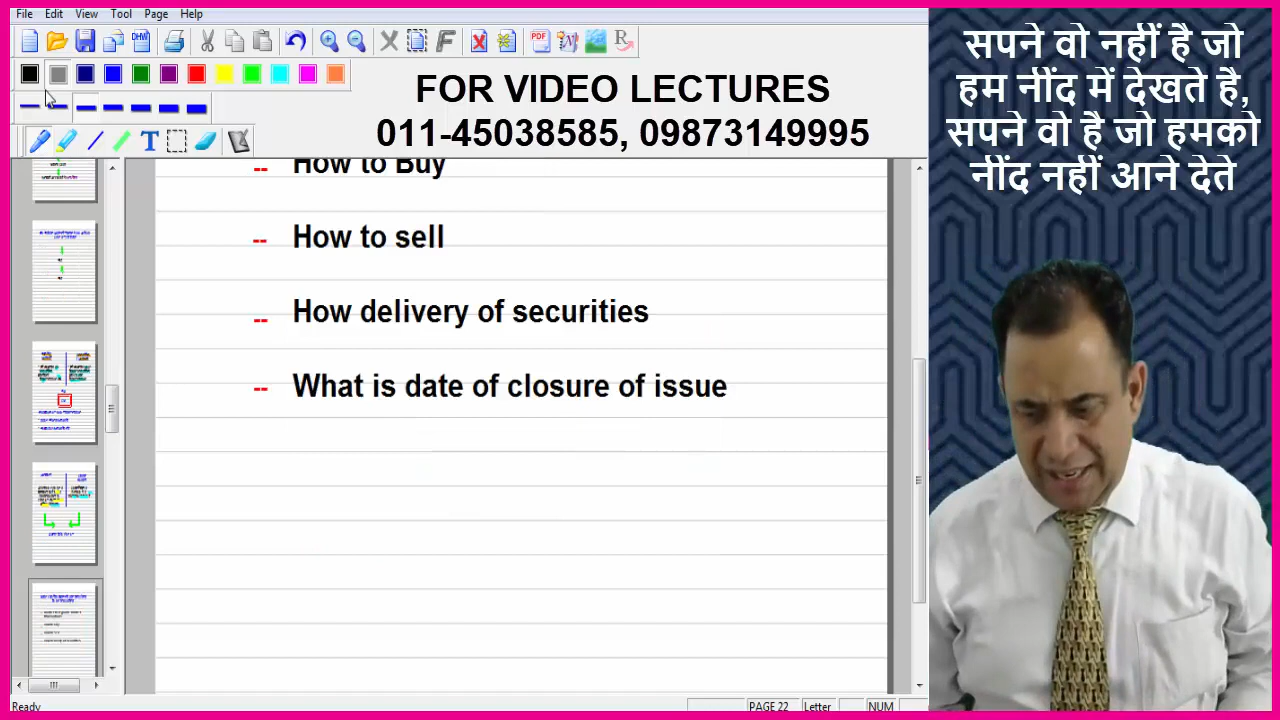 File Edit View Tool Page Help
FOR VIDEO LECTURES
011-45038585, 09873149995
सपने वो नहीं है जो
हम नींद में देखते है,
सपने वो है जो हमको
नींद नहीं आने देते
-- How to Buy
-- How to sell
-- How delivery of securities
-- What is date of closure of issue
Ready PAGE 22 Letter NUM